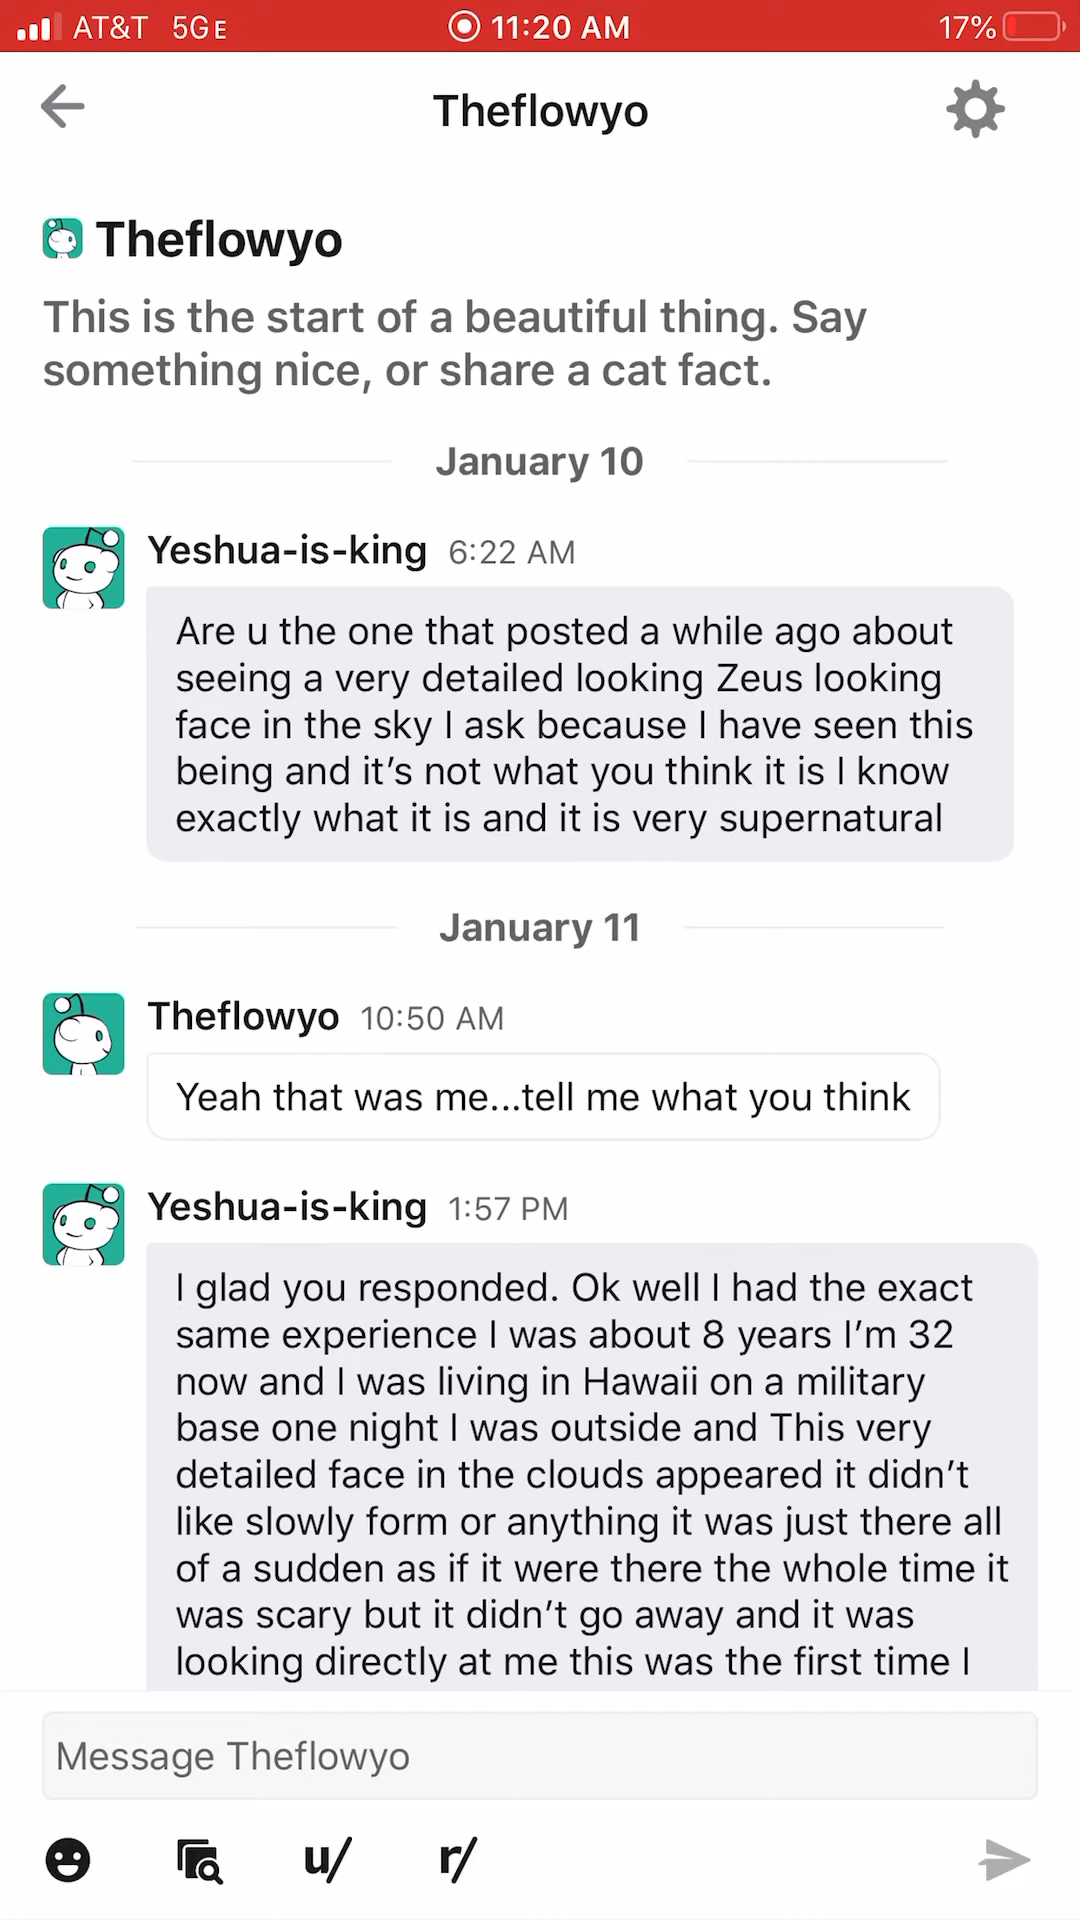 AT&T 5GE 11:20 AM 17%
Theflowyo
Theflowyo
This is the start of a beautiful thing. Say
something nice, or share a cat fact.
January 10
Yeshua-is-king 6:22 AM
Are u the one that posted a while ago about
seeing a very detailed looking Zeus looking
face in the sky I ask because I have seen this
being and it’s not what you think it is I know
exactly what it is and it is very supernatural
January 11
Theflowyo 10:50 AM
Yeah that was me...tell me what you think
Yeshua-is-king 1:57 PM
I glad you responded. Ok well I had the exact
same experience I was about 8 years I’m 32
now and I was living in Hawaii on a military
base one night I was outside and This very
detailed face in the clouds appeared it didn’t
like slowly form or anything it was just there all
of a sudden as if it were there the whole time it
was scary but it didn’t go away and it was
looking directly at me this was the first time I
Message Theflowyo
u/ r/